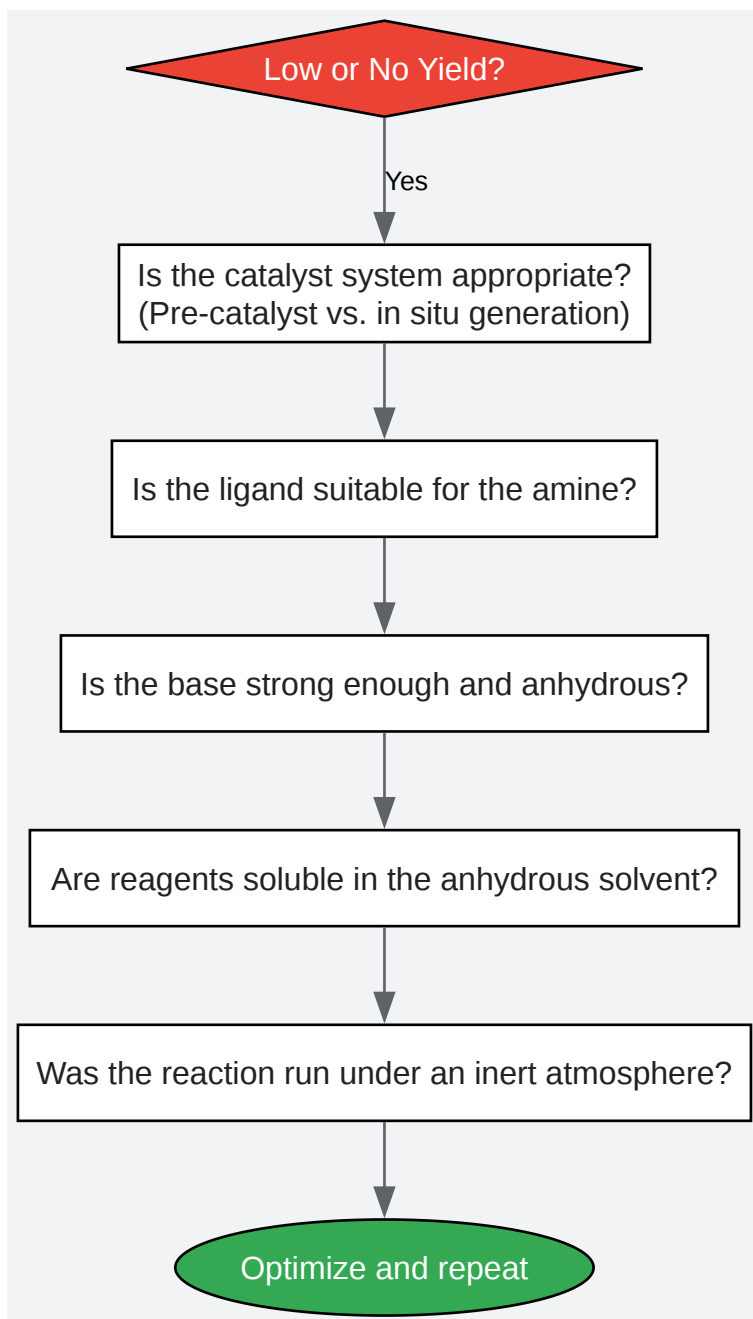 Low or No Yield?
Yes
Is the catalyst system appropriate?
(Pre-catalyst vs. in situ generation)
Is the ligand suitable for the amine?
Is the base strong enough and anhydrous?
Are reagents soluble in the anhydrous solvent?
Was the reaction run under an inert atmosphere?
Optimize and repeat